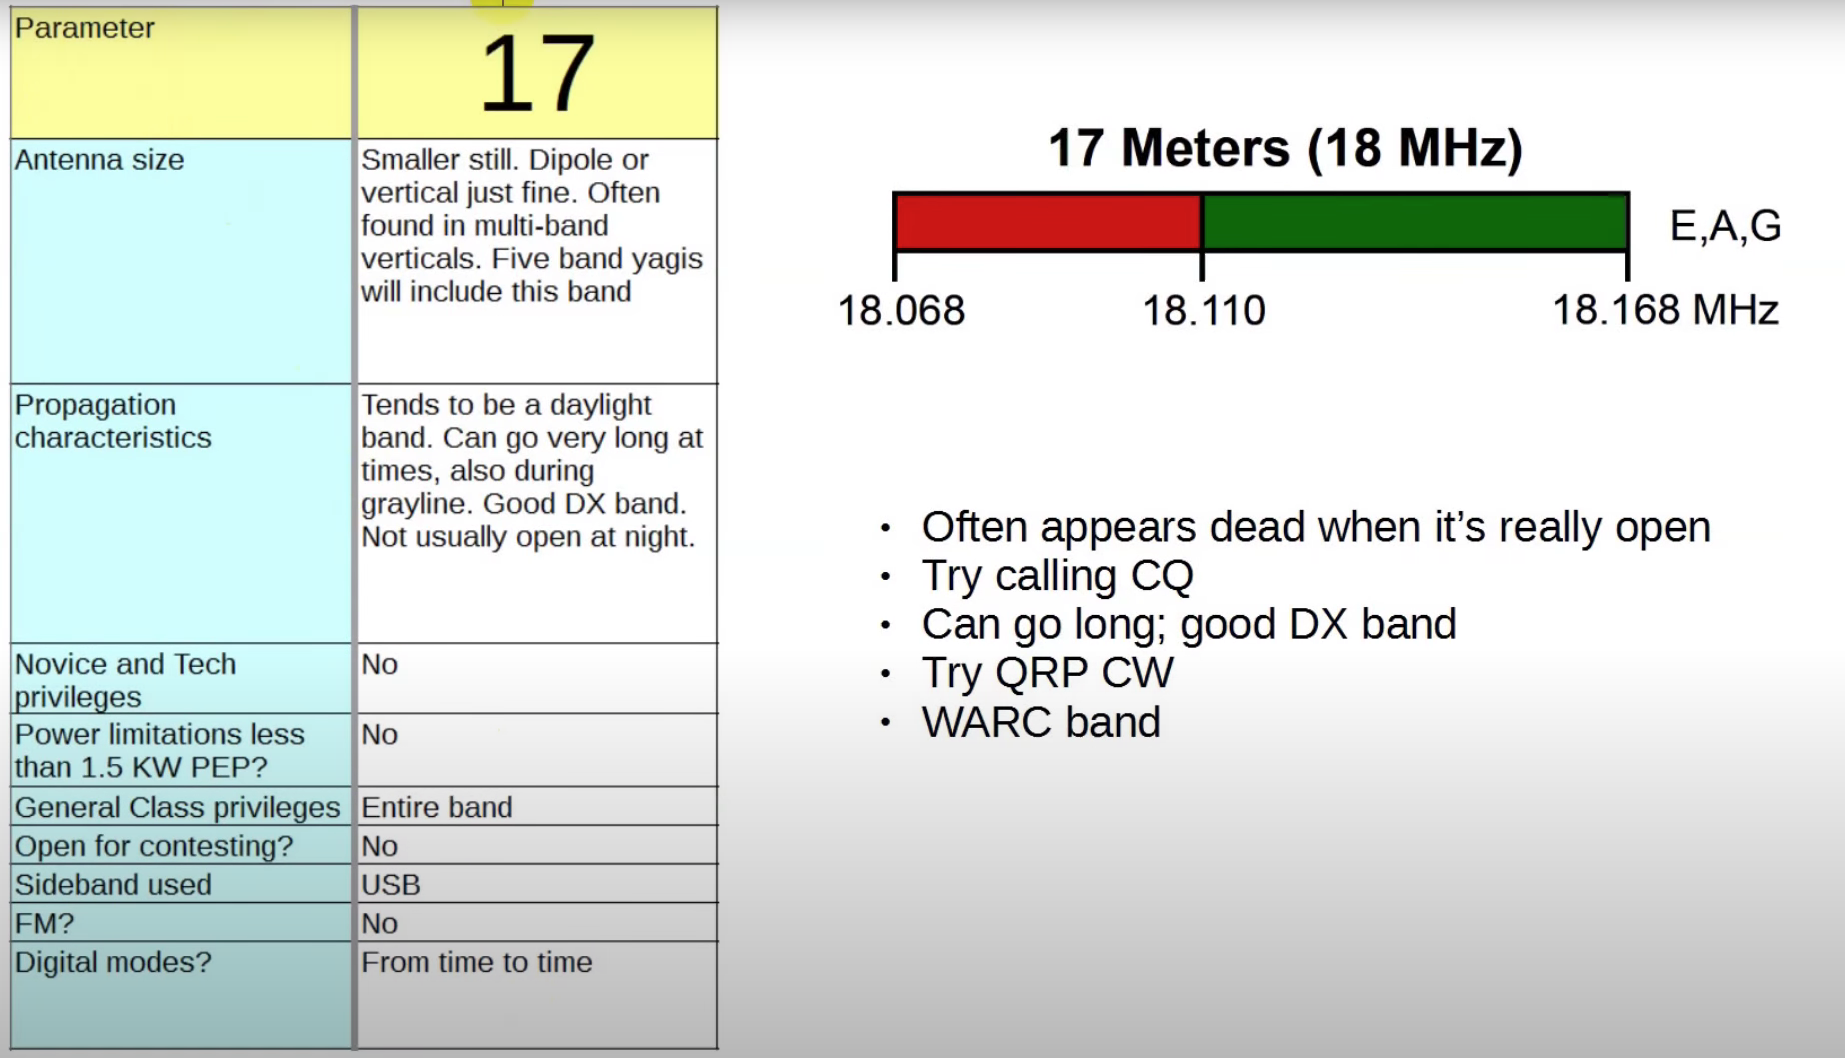 Parameter
17
Antenna size
Smaller still. Dipole or
vertical just fine. Often
found in multi-band
verticals. Five band yagis
will include this band
Propagation
characteristics
Tends to be a daylight
band. Can go very long at
times, also during
grayline. Good DX band.
Not usually open at night.
Novice and Tech
privileges
No
Power limitations less
than 1.5 KW PEP?
No
General Class privileges
Entire band
Open for contesting?
No
Sideband used
USB
FM?
No
Digital modes?
From time to time
17 Meters (18 MHz)
E,A,G
18.068
18.110
18.168 MHz
• Often appears dead when it’s really open
• Try calling CQ
• Can go long; good DX band
• Try QRP CW
• WARC band